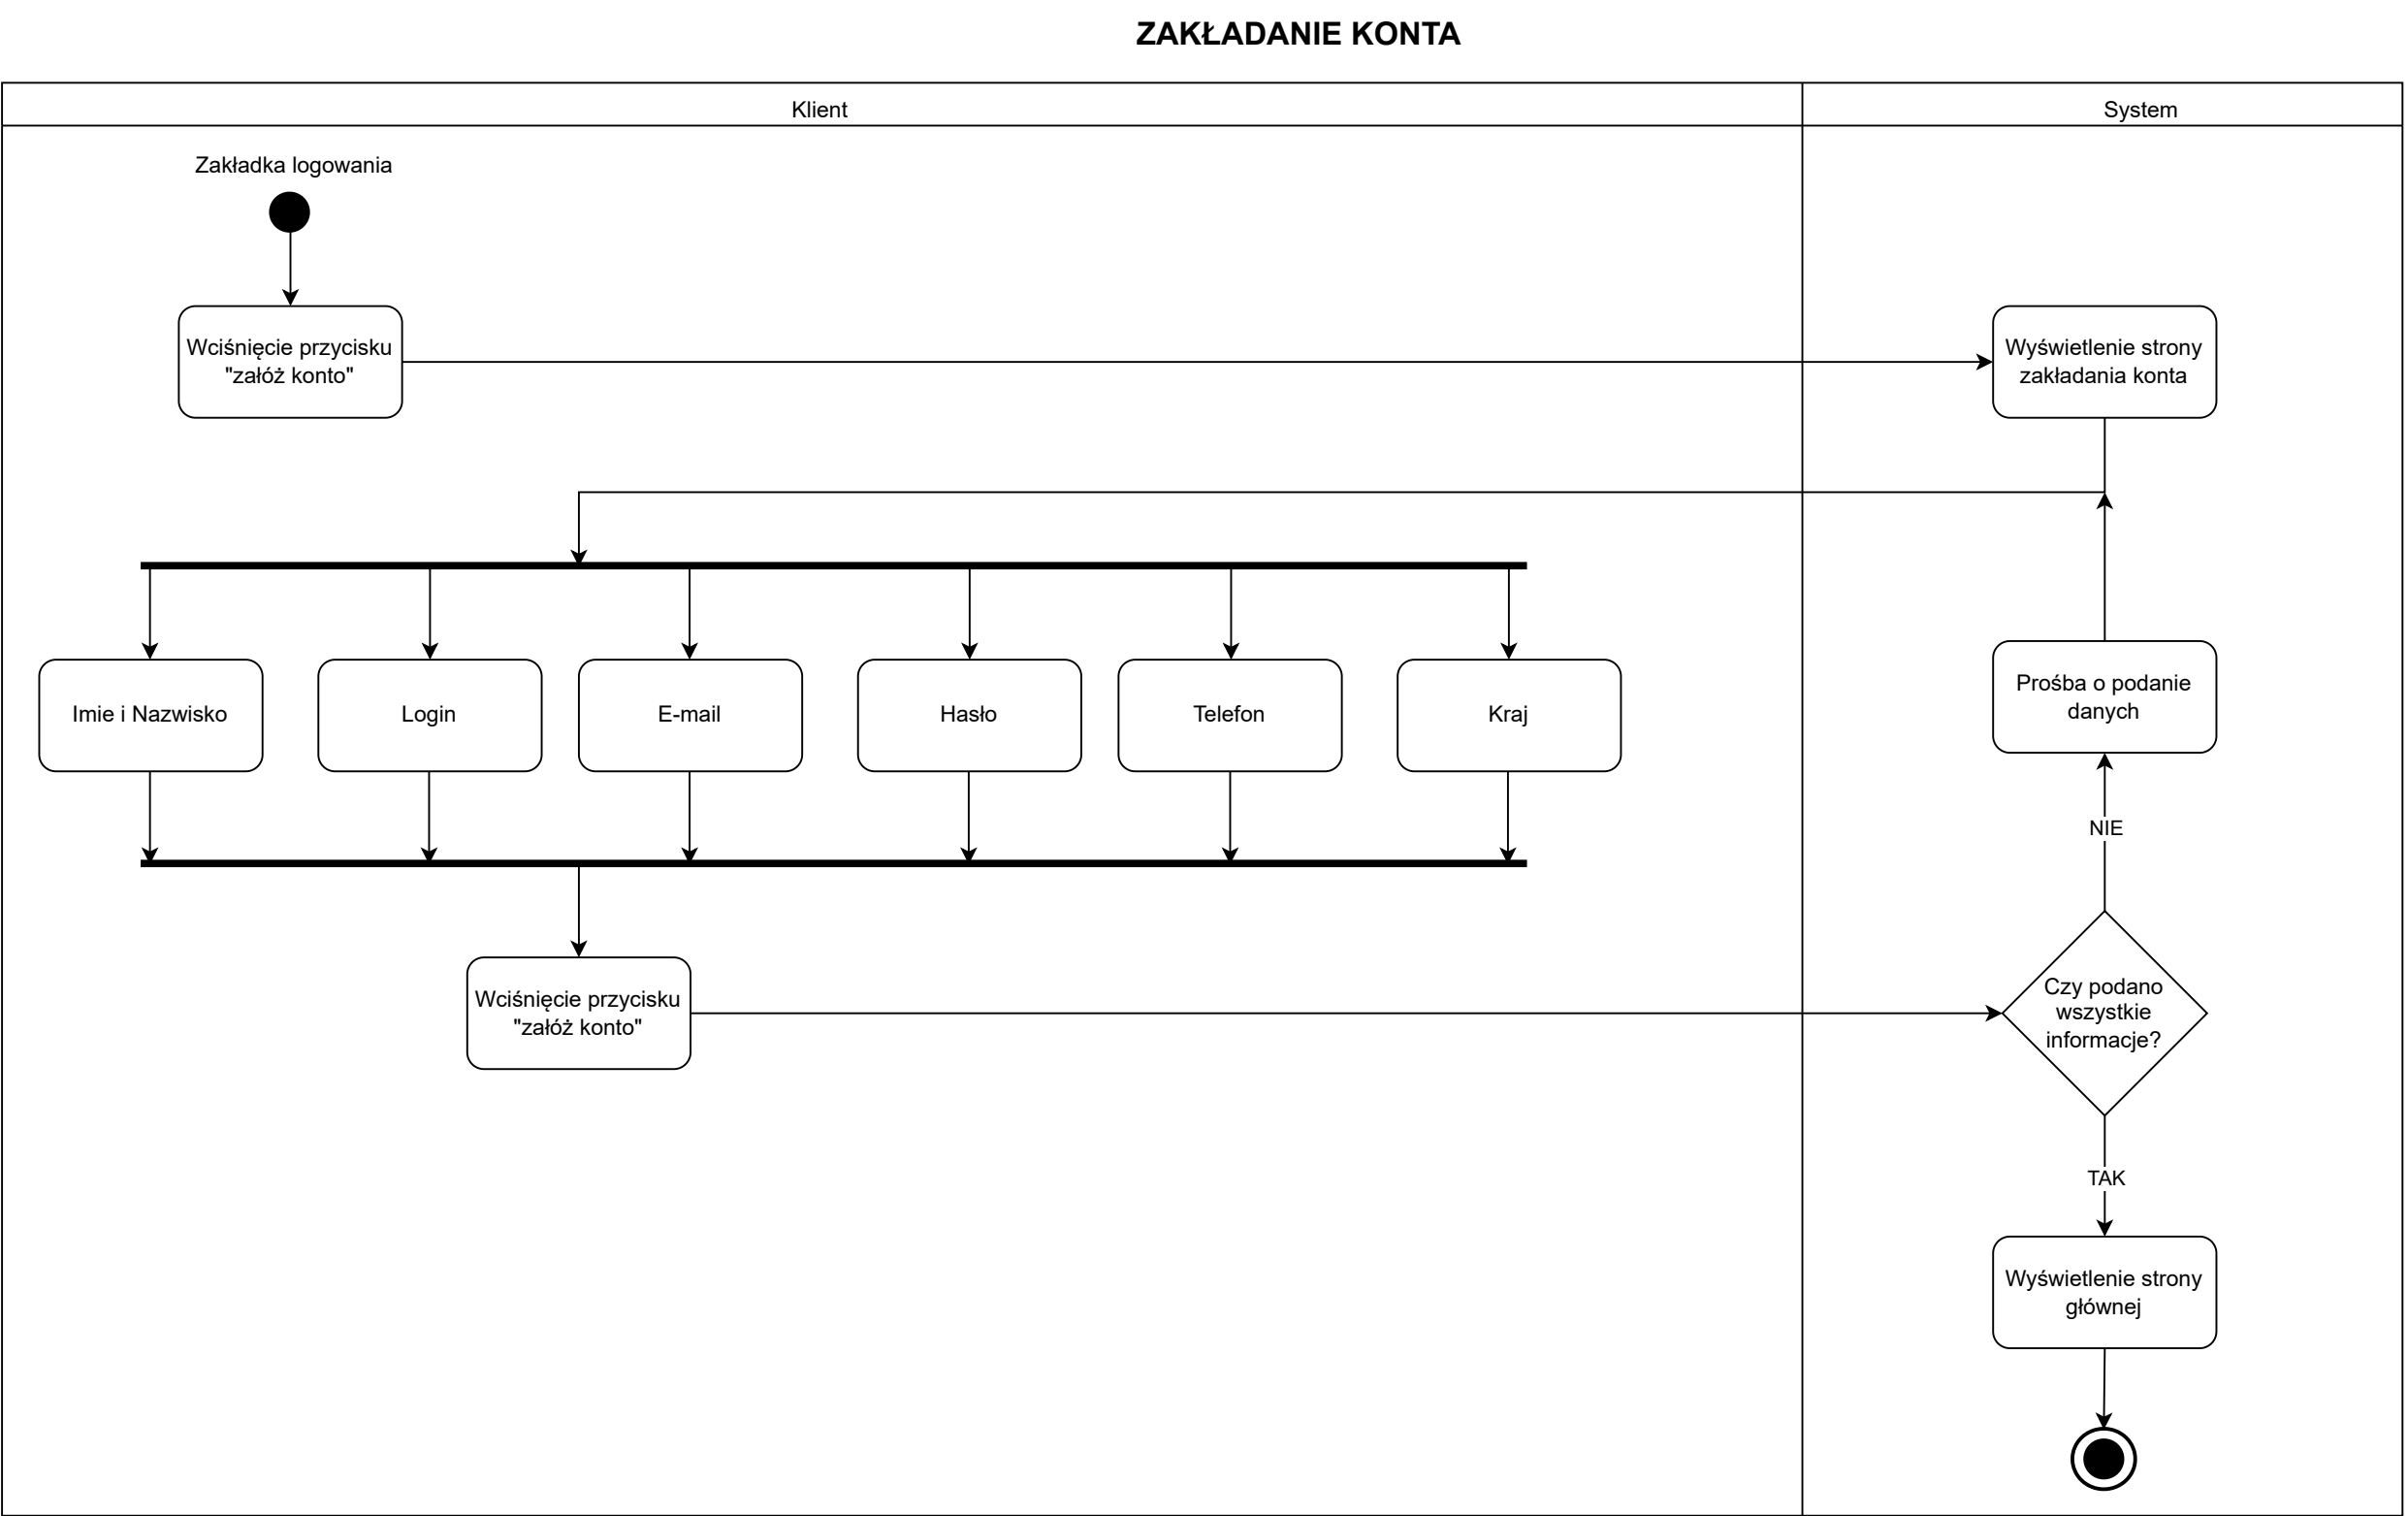 ZAKŁADANIE KONTA
Klient
System
Zakładka logowania
Wciśnięcie przycisku
"załóż konto"
Wyświetlenie strony
zakładania konta
Imie i Nazwisko
Login
E-mail
Hasło
Telefon
Kraj
Prośba o podanie
danych
NIE
Wciśnięcie przycisku
"załóż konto"
Czy podano
wszystkie
informacje?
TAK
Wyświetlenie strony
głównej